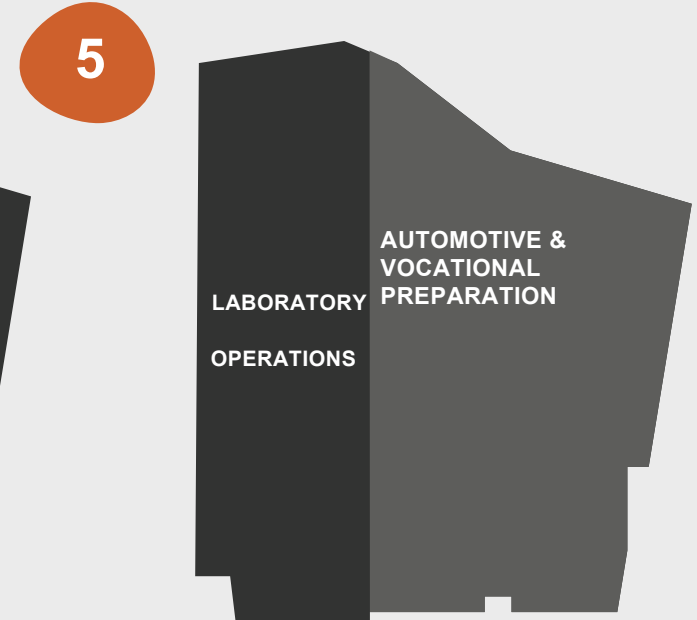 5
LABORATORY
OPERATIONS
AUTOMOTIVE &
VOCATIONAL
PREPARATION